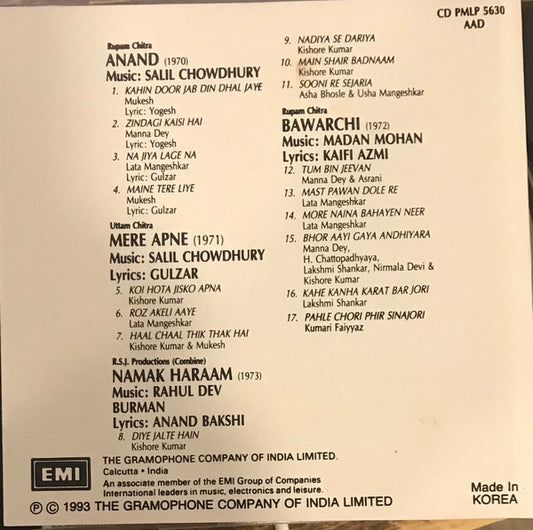 CD PMLP 5630
AAD
Rupam Chitra
ANAND (1970)
Music: SALIL CHOWDHURY
1. KAHIN DOOR JAB DIN DHAL JAYE
Mukesh
Lyric: Yogesh
2. ZINDAGI KAISI HAI
Manna Dey
Lyric: Yogesh
3. NA JIYA LAGE NA
Lata Mangeshkar
Lyric: Gulzar
4. MAINE TERE LIYE
Mukesh
Lyric: Gulzar
Uttam Chitra
MERE APNE (1971)
Music: SALIL CHOWDHURY
Lyrics: GULZAR
5. KOI HOTA JISKO APNA
Kishore Kumar
6. ROZ AKELI AAYE
Lata Mangeshkar
7. HAAL CHAAL THIK THAK HAI
Kishore Kumar & Mukesh
R.S.J. Productions (Combine)
NAMAK HARAAM (1973)
Music: RAHUL DEV
BURMAN
Lyrics: ANAND BAKSHI
8. DIYE JALTE HAIN
Kishore Kumar
9. NADIYA SE DARIYA
Kishore Kumar
10. MAIN SHAIR BADNAAM
Kishore Kumar
11. SOONI RE SEJARIA
Asha Bhosle & Usha Mangeshkar
Rupam Chitra
BAWARCHI (1972)
Music: MADAN MOHAN
Lyrics: KAIFI AZMI
12. TUM BIN JEEVAN
Manna Dey & Asrani
13. MAST PAWAN DOLE RE
Lata Mangeshkar
14. MORE NAINA BAHAYEN NEER
Lata Mangeshkar
15. BHOR AAYI GAYA ANDHIYARA
Manna Dey,
H. Chattopadhyaya,
Lakshmi Shankar, Nirmala Devi &
Kishore Kumar
16. KAHE KANHA KARAT BAR JORI
Lakshmi Shankar
17. PAHLE CHORI PHIR SINAJORI
Kumari Faiyyaz
EMI
THE GRAMOPHONE COMPANY OF INDIA LIMITED.
Calcutta • India
An associate member of the EMI Group of Companies
International leaders in music, electronics and leisure.
℗ © 1993 THE GRAMOPHONE COMPANY OF INDIA LIMITED
Made In
KOREA